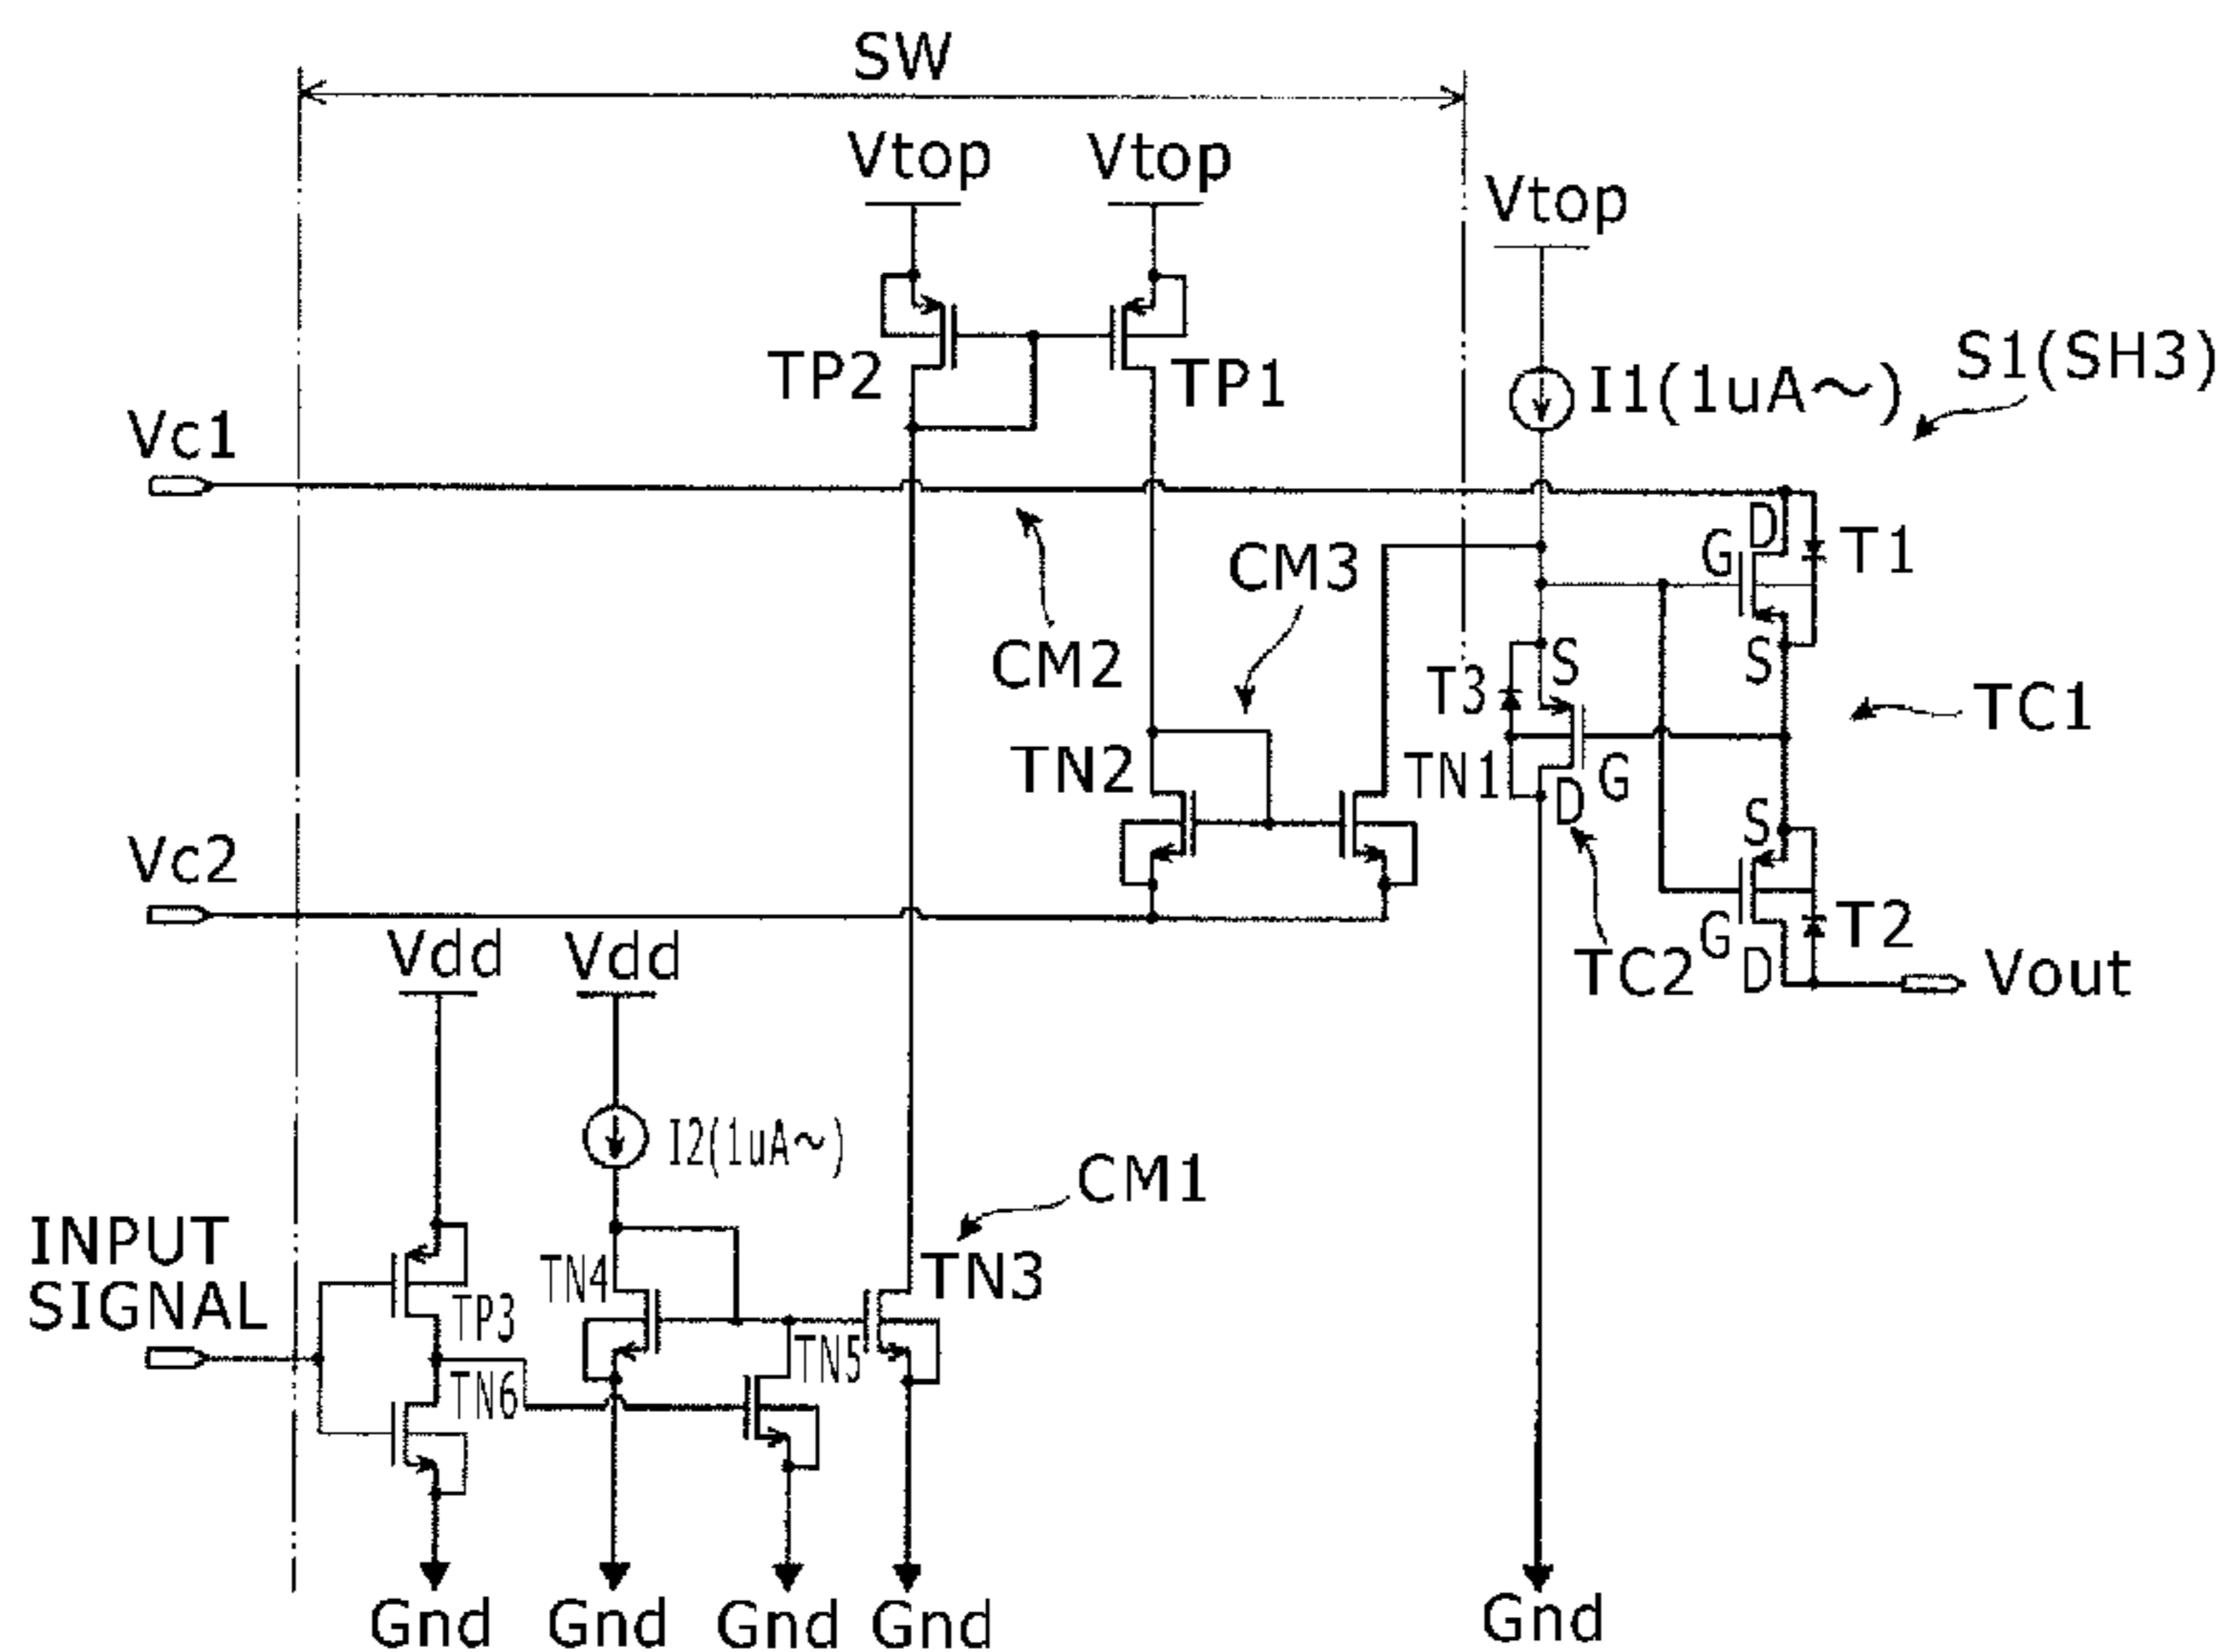 SW
Vtop
Vtop
Vtop
TP2
TP1
I1(1uA～)
S1(SH3)
Vc1
G
D
T1
CM3
CM2
T3
S
S
TC1
TN2
TN1
D
G
S
Vc2
Vdd
Vdd
TC2
G
D
T2
Vout
I2(1uA～)
CM1
INPUT
SIGNAL
TN4
TN3
TP3
TN5
TN6
Gnd
Gnd
Gnd
Gnd
Gnd